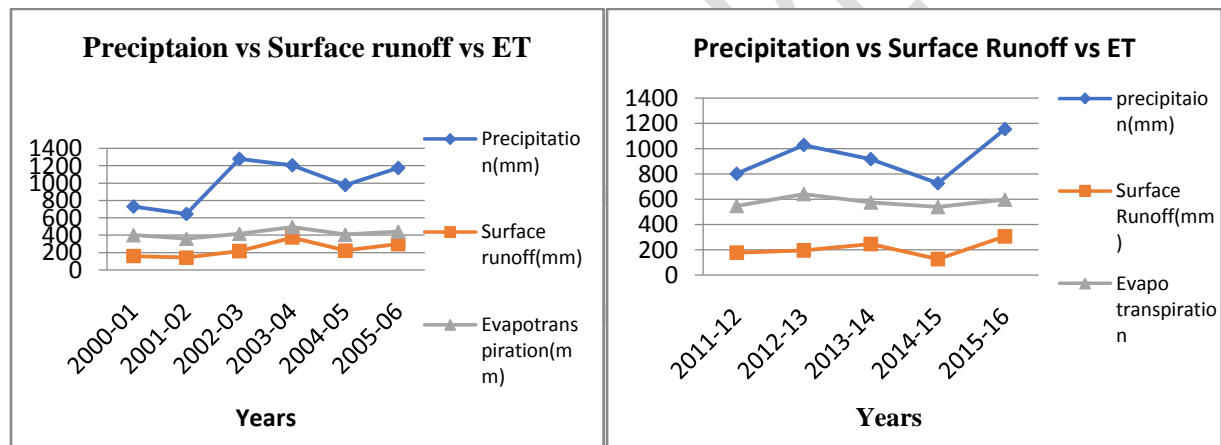 Preciptaion vs Surface runoff vs ET
1400
1200
1000
800
600
400
200
0
2000-01
2001-02
2002-03
2003-04
2004-05
2005-06
Years
Precipitatio
n(mm)
Surface
runoff(mm)
Evapotrans
piration(m
m)
Precipitation vs Surface Runoff vs ET
1400
1200
1000
800
600
400
200
0
2011-12
2012-13
2013-14
2014-15
2015-16
Years
precipitaio
n(mm)
Surface
Runoff(mm
)
Evapo
transpiratio
n